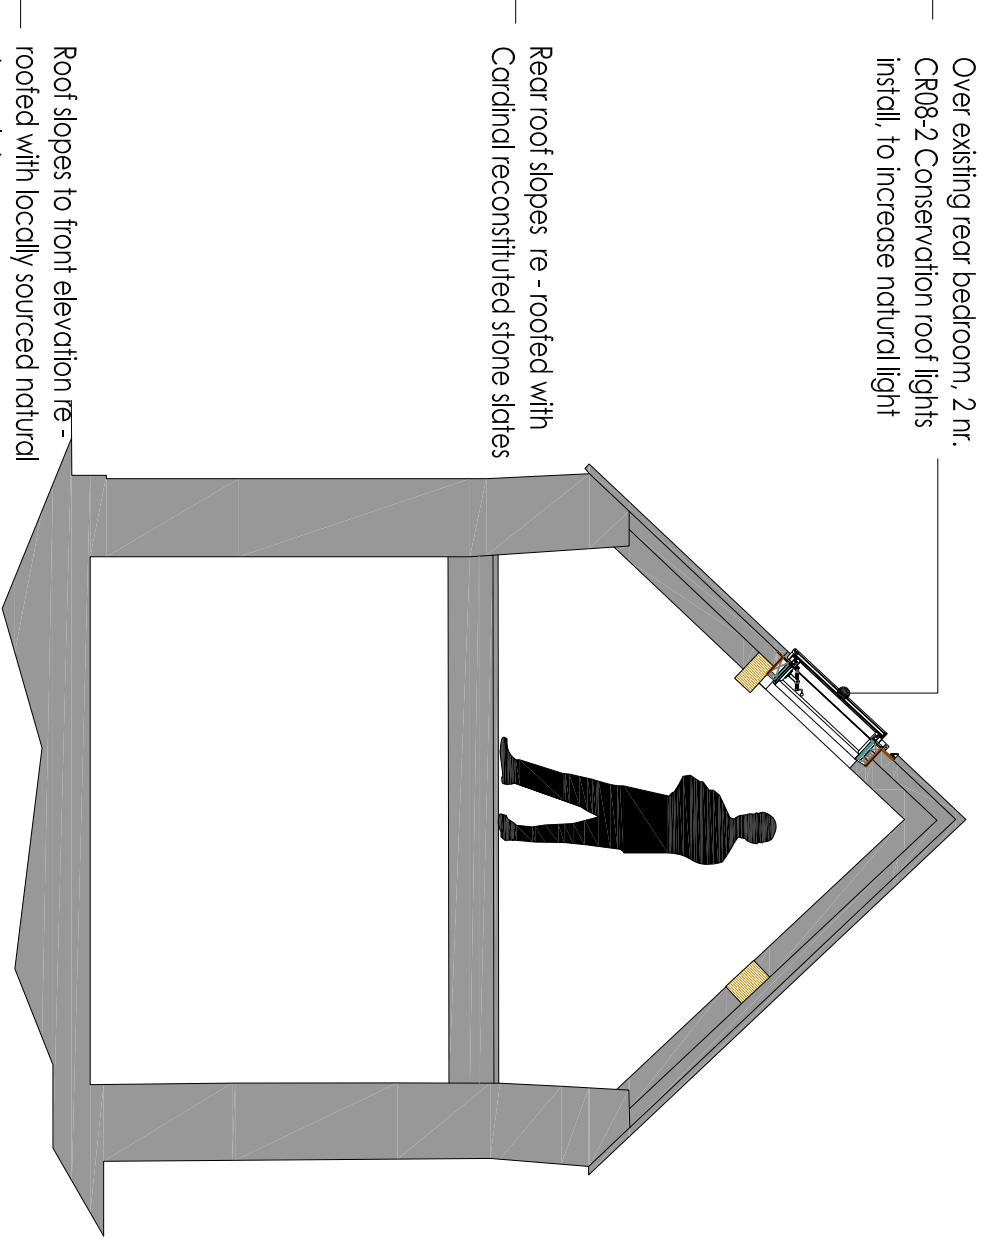 Over existing rear bedroom, 2 nr.
CR08-2 Conservation roof lights
install, to increase natural light
Rear roof slopes re - roofed with
Cardinal reconstituted stone slates
Roof slopes to front elevation re -
roofed with locally sourced natural